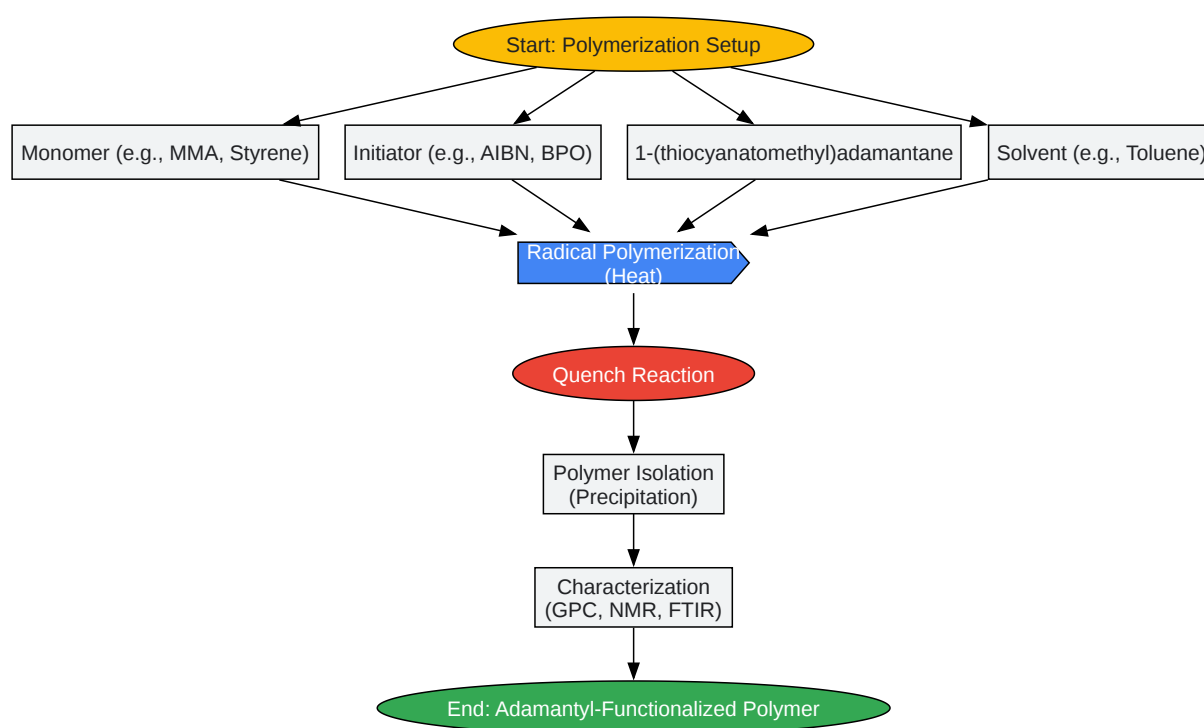 Start: Polymerization Setup
Monomer (e.g., MMA, Styrene)
Initiator (e.g., AIBN, BPO)
1-(thiocyanatomethyl)adamantane
Solvent (e.g., Toluene)
Radical Polymerization
(Heat)
Quench Reaction
Polymer Isolation
(Precipitation)
Characterization
(GPC, NMR, FTIR)
End: Adamantyl-Functionalized Polymer